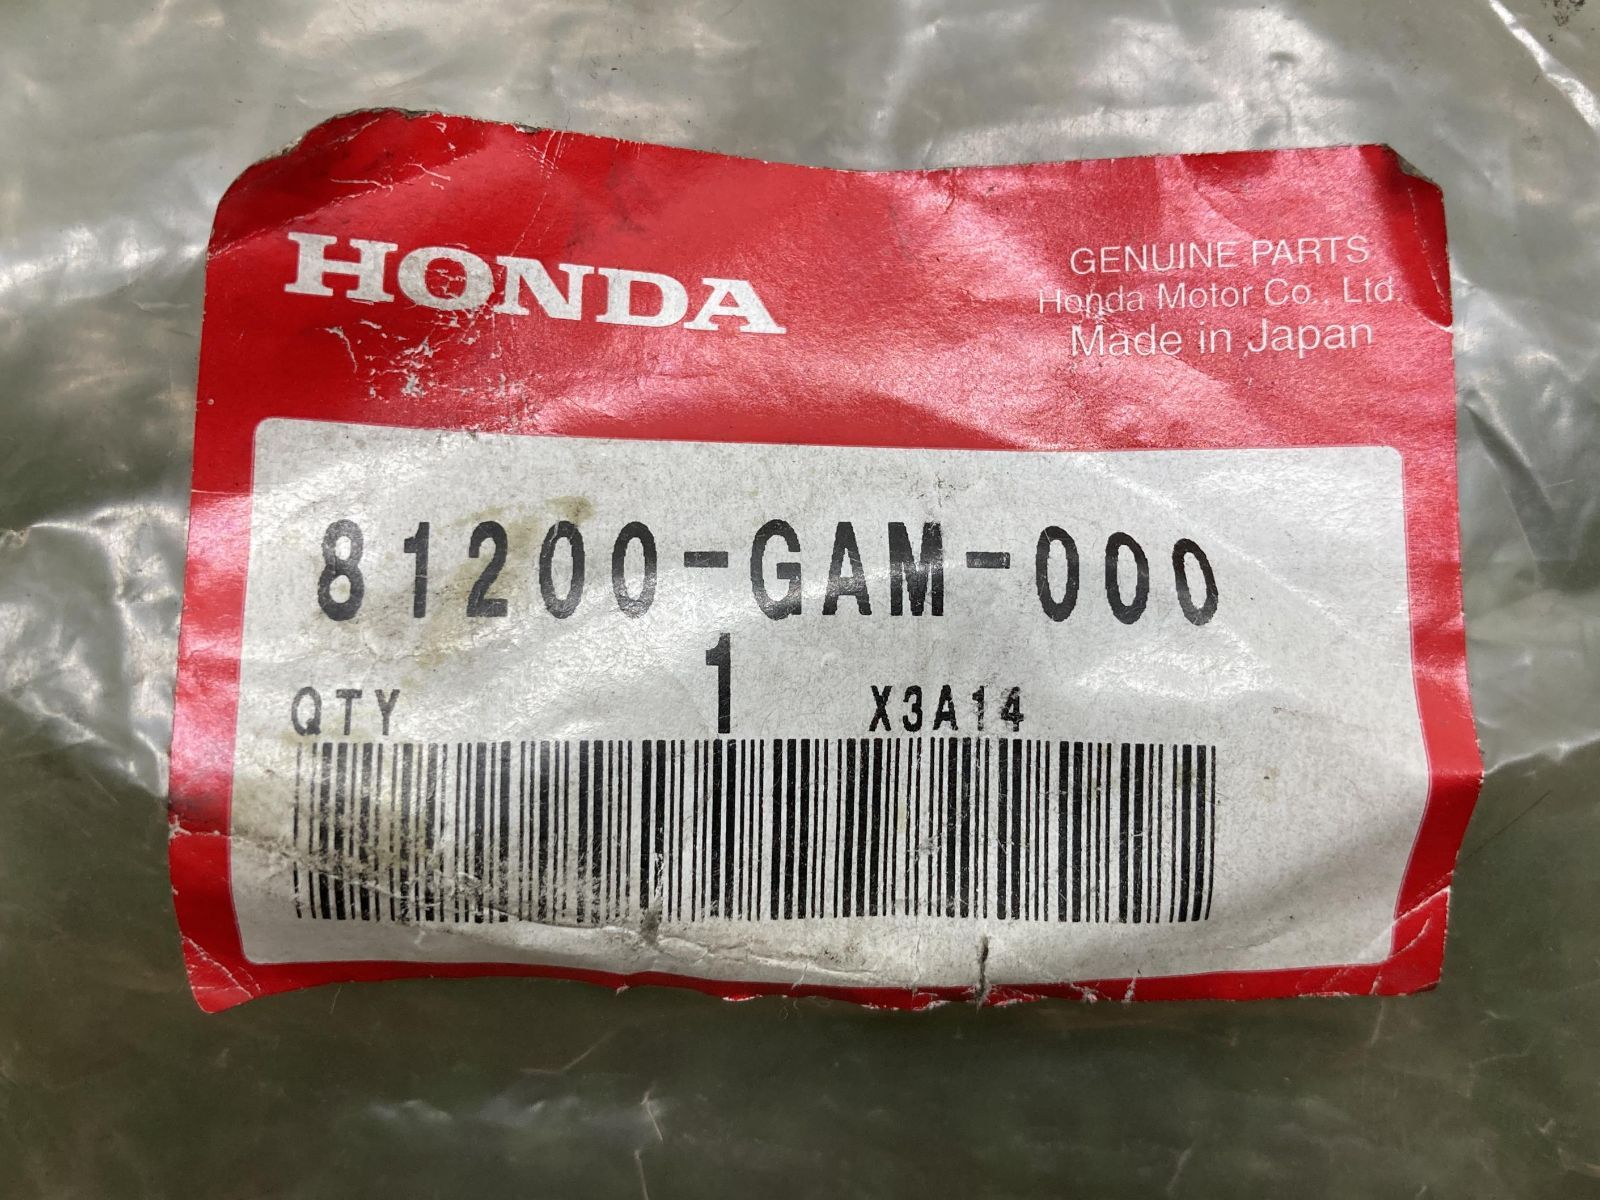 HONDA
GENUINE PARTS
Honda Motor Co., Ltd.
Made in Japan
81200-GAM-000
QTY 1 X3A14